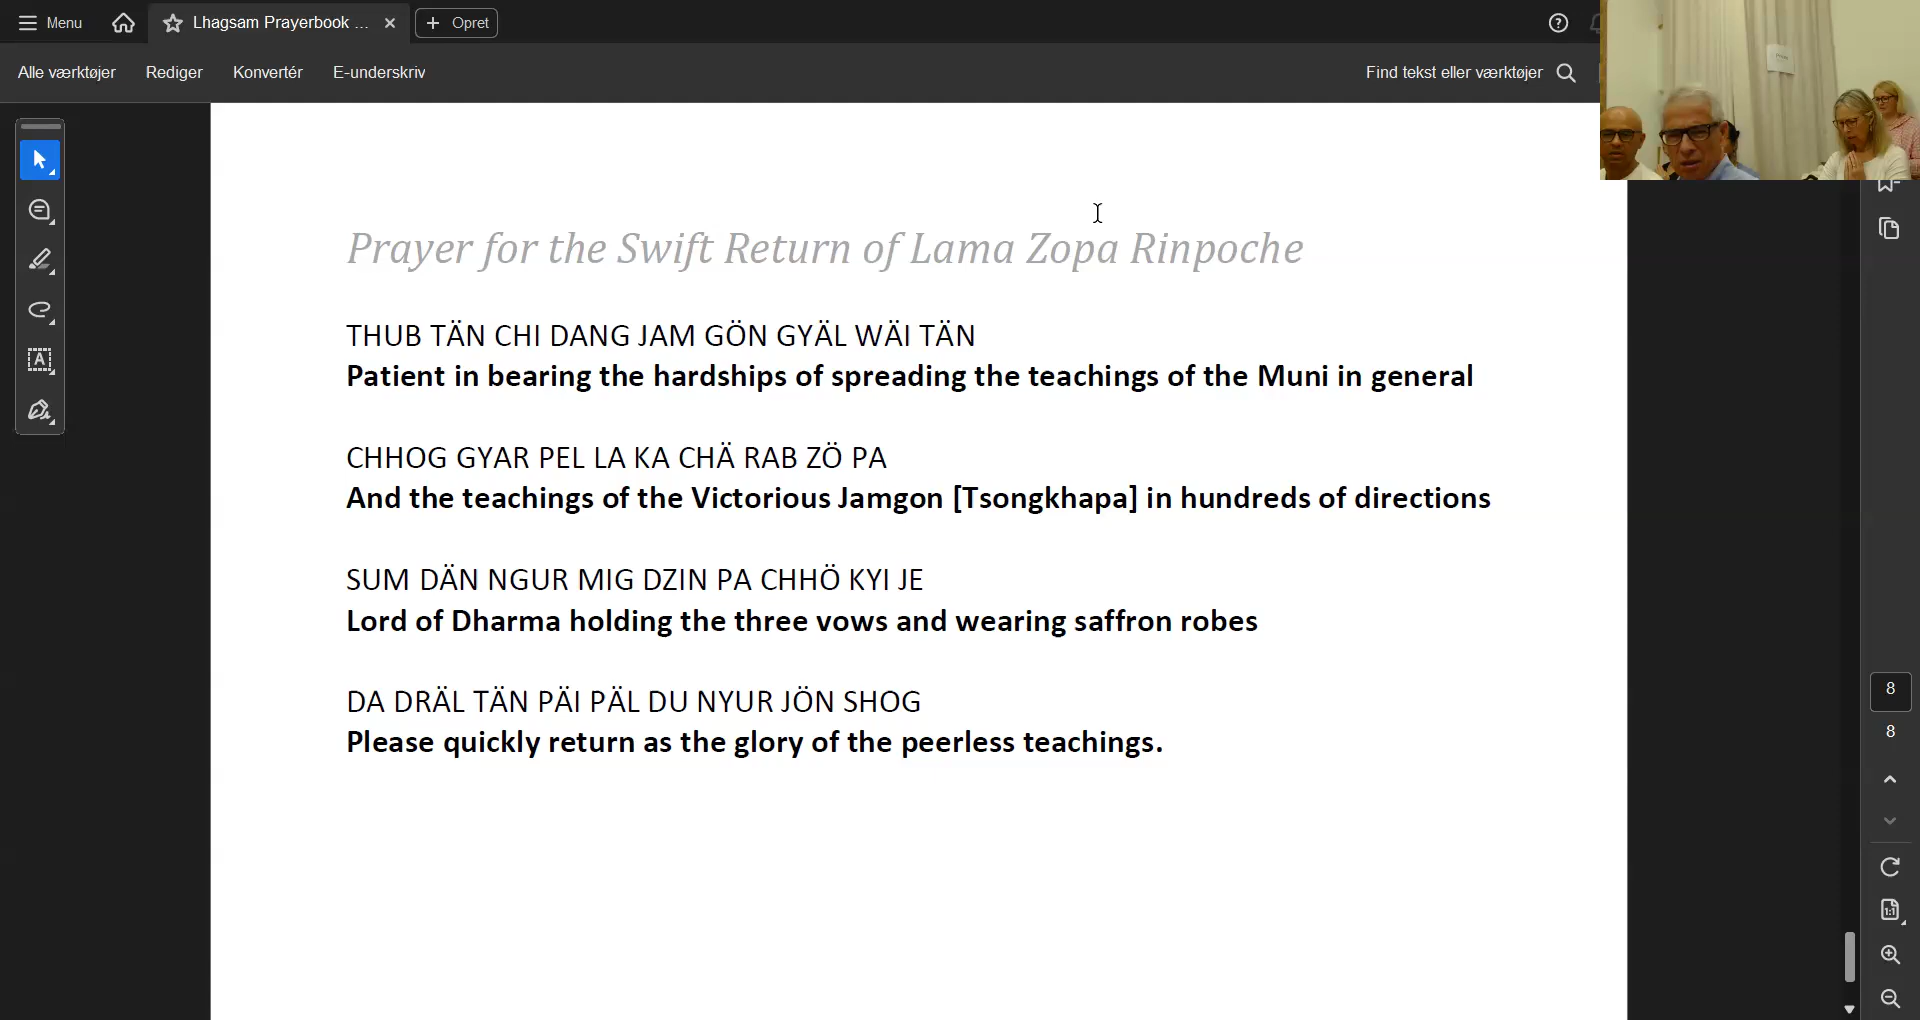 Menu
Lhagsam Prayerbook ...
Opret
Alle værktøjer
Rediger
Konvertér
E-underskriv
Find tekst eller værktøjer
Prayer for the Swift Return of Lama Zopa Rinpoche
THUB TÄN CHI DANG JAM GÖN GYÄL WÄI TÄN
Patient in bearing the hardships of spreading the teachings of the Muni in general
CHHOG GYAR PEL LA KA CHÄ RAB ZÖ PA
And the teachings of the Victorious Jamgon [Tsongkhapa] in hundreds of directions
SUM DÄN NGUR MIG DZIN PA CHHÖ KYI JE
Lord of Dharma holding the three vows and wearing saffron robes
DA DRÄL TÄN PÄI PÄL DU NYUR JÖN SHOG
Please quickly return as the glory of the peerless teachings.
8
8